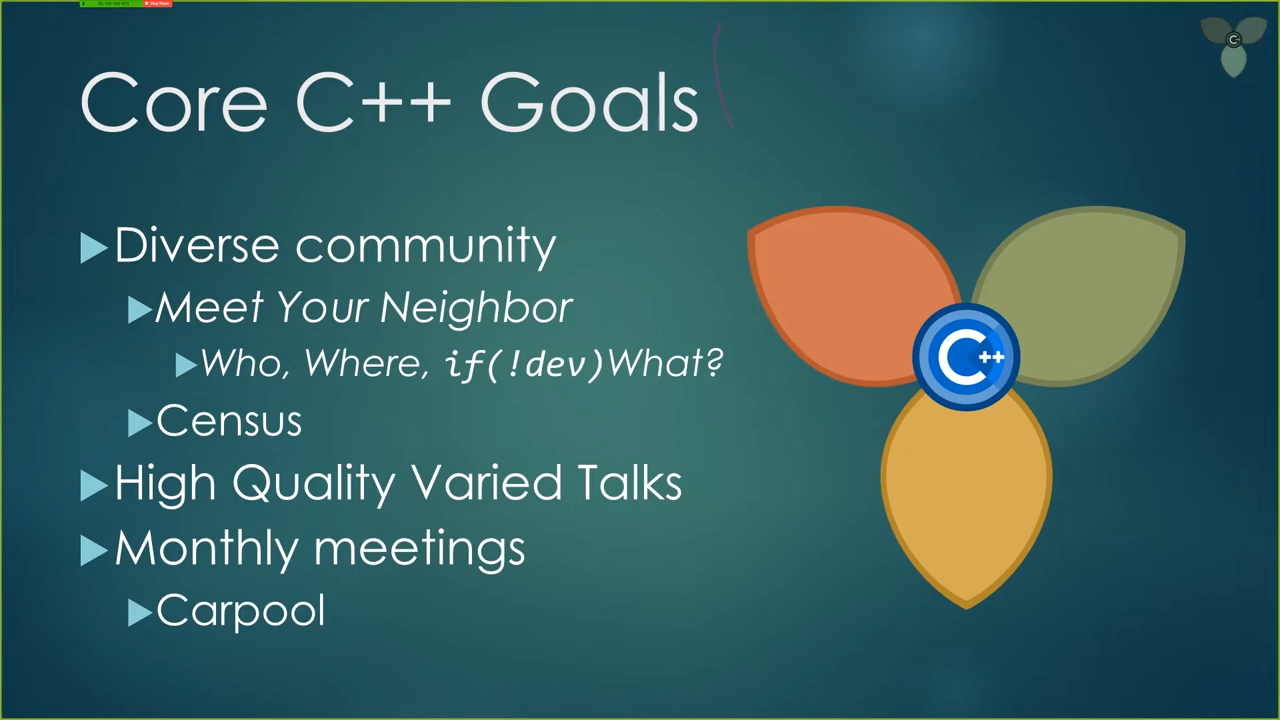 Core C++ Goals
Diverse community
Meet Your Neighbor
Who, Where, if(!dev)What?
Census
High Quality Varied Talks
Monthly meetings
Carpool
C++